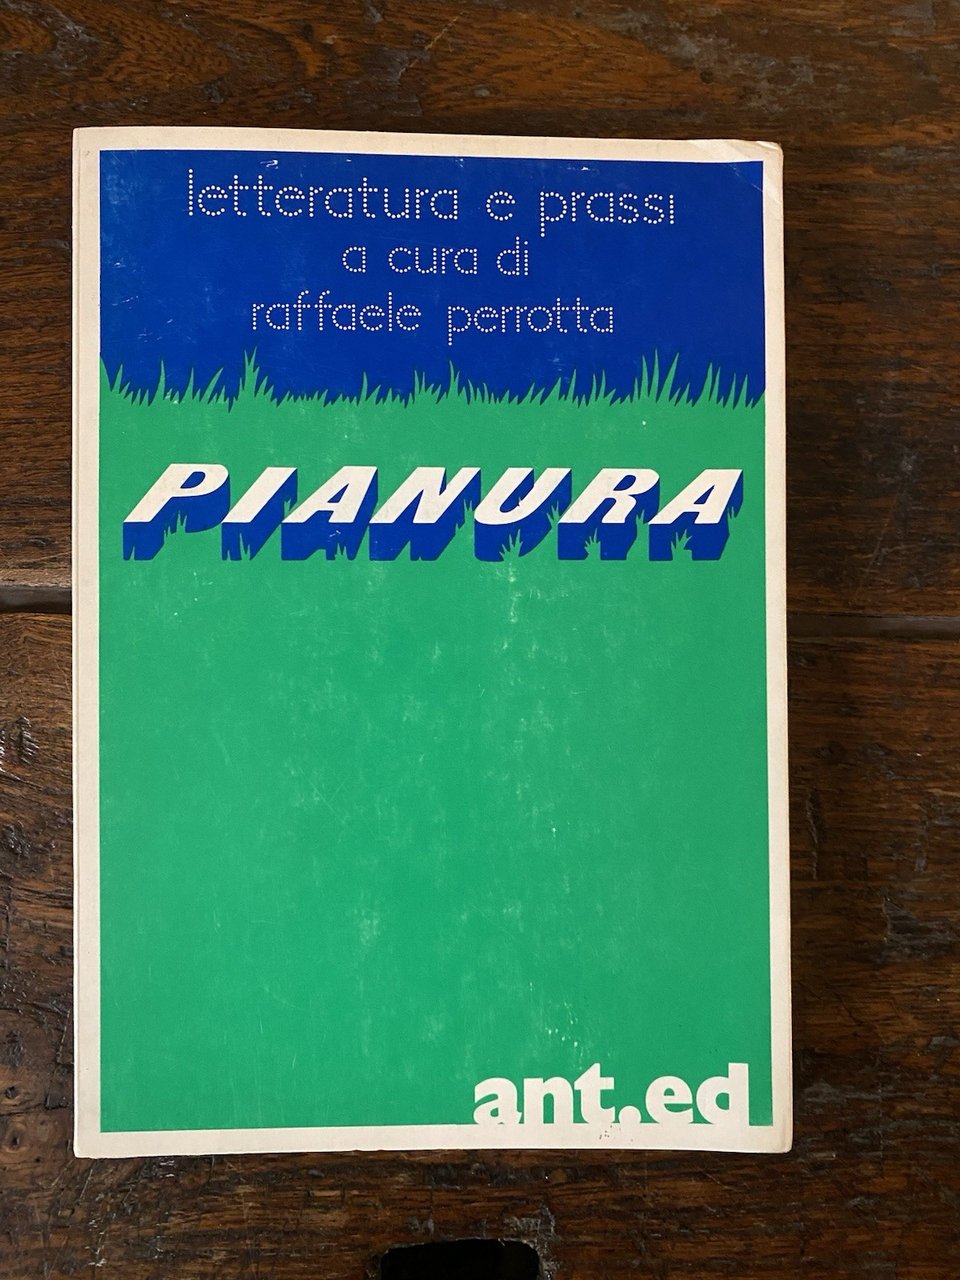 letteratura e prassi
a cura di
raffaele perrotta
PIANURA
ant.ed